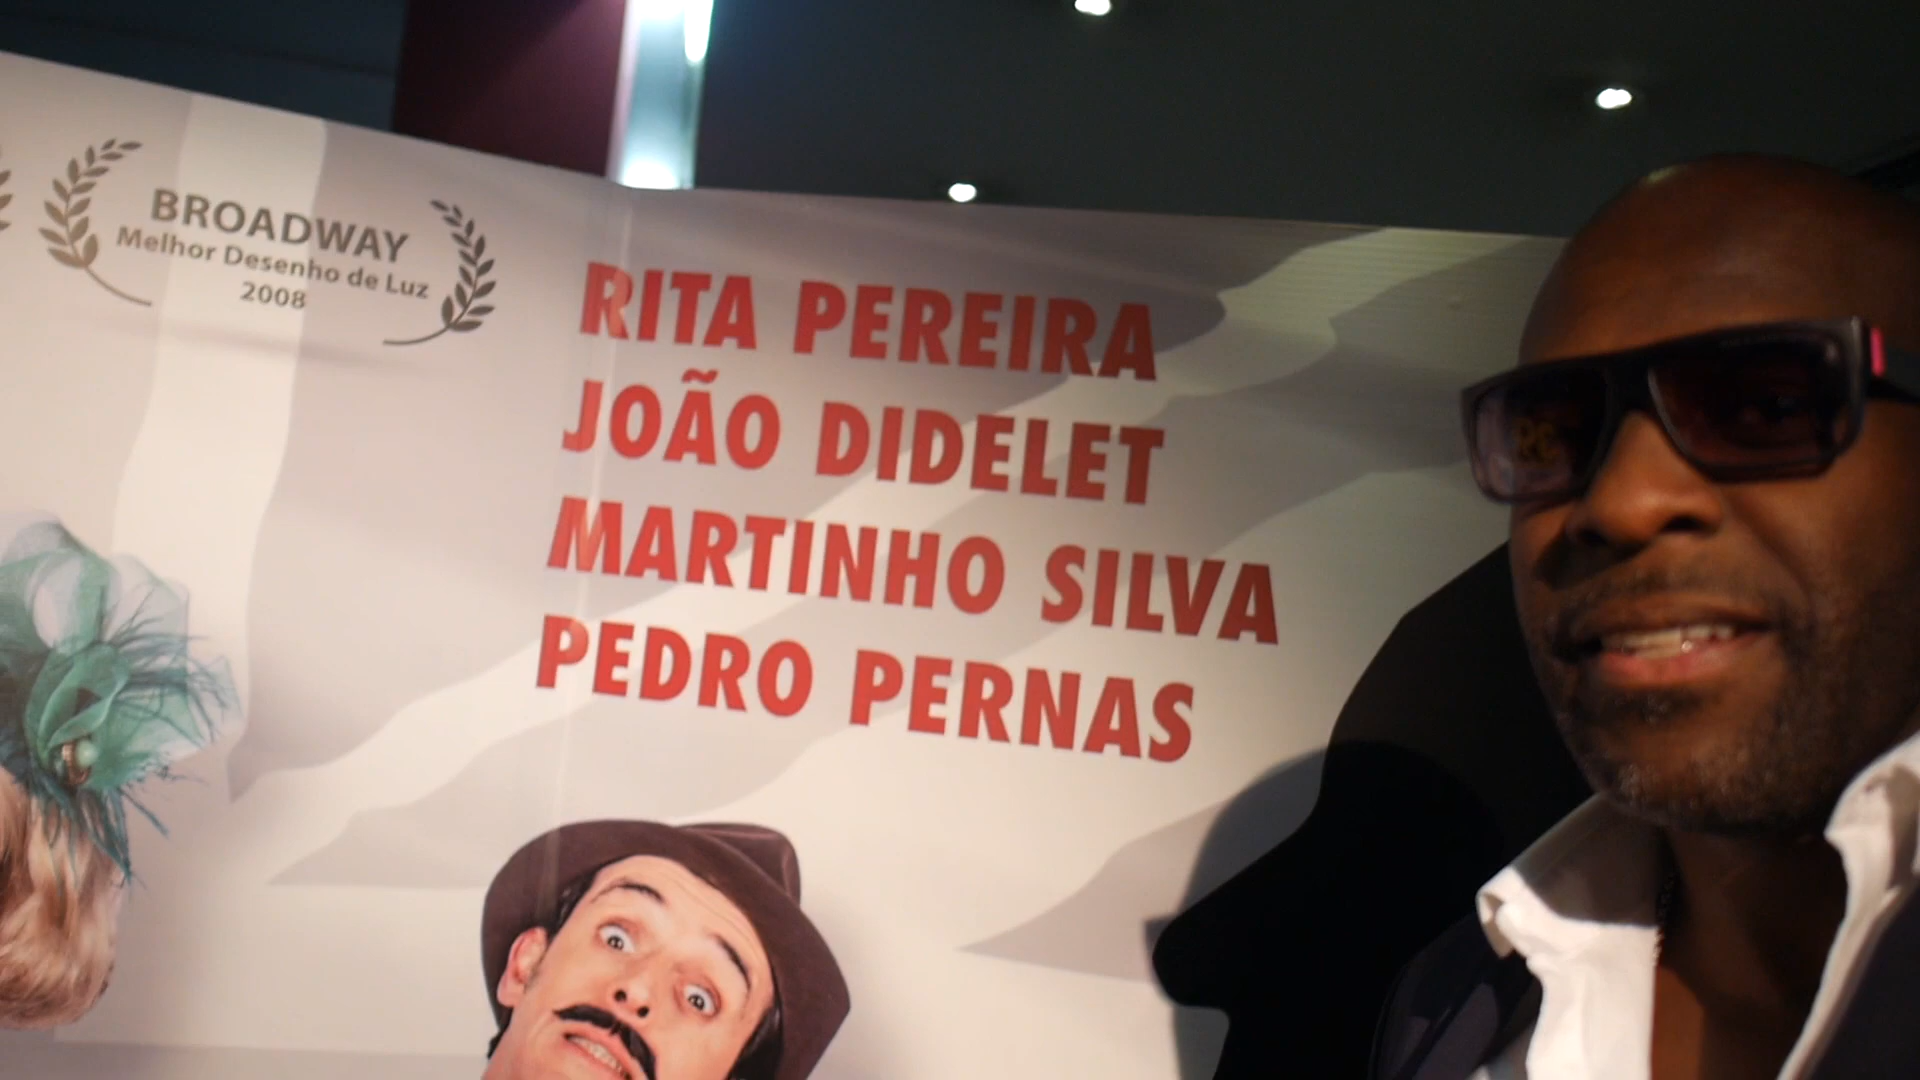 BROADWAY
Melhor Desenho de Luz
2008
RITA PEREIRA
JOÃO DIDELET
MARTINHO SILVA
PEDRO PERNAS